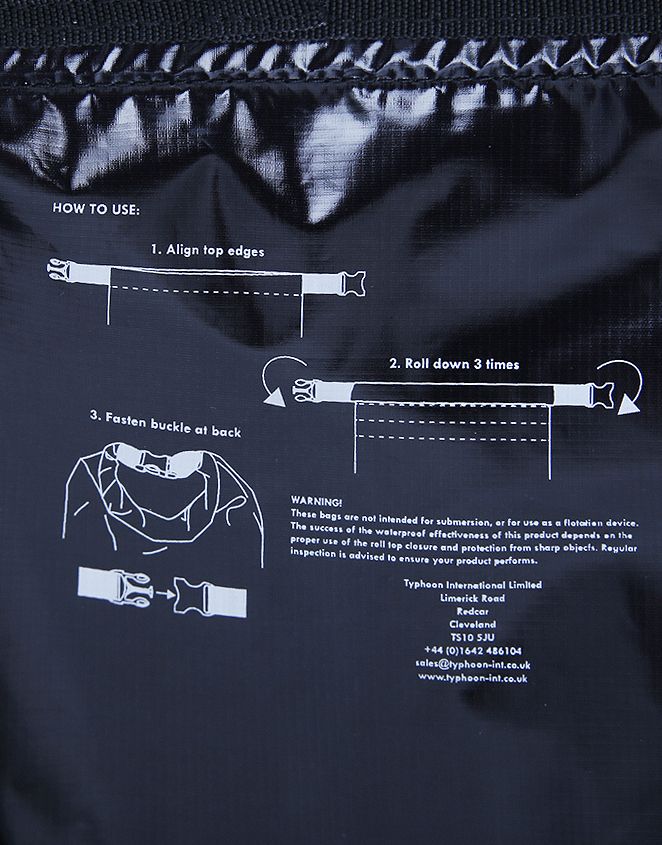 HOW TO USE:
1. Align top edges
2. Roll down 3 times
3. Fasten buckle at back
WARNING!
These bags are not intended for submersion, or for use as a flotation device.
The success of the waterproof effectiveness of this product depends on the
proper use of the roll top closure and protection from sharp objects. Regular
inspection is advised to ensure your product performs.
Typhoon International Limited
Limerick Road
Redcar
Cleveland
TS10 5JU
+44 (0)1642 486104
sales@typhoon-int.co.uk
www.typhoon-int.co.uk